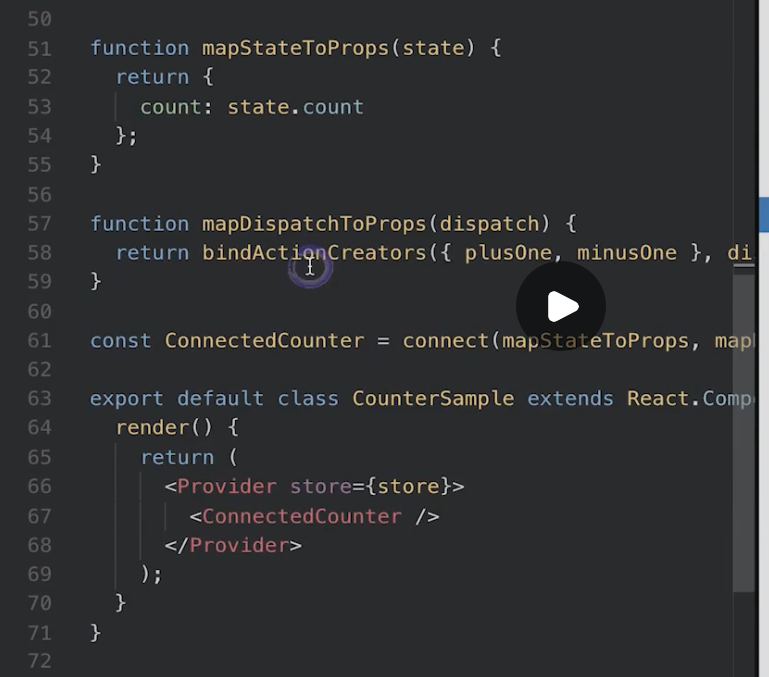 50
51 function mapStateToProps(state) {
52   return {
53     count: state.count
54   };
55 }
56
57 function mapDispatchToProps(dispatch) {
58   return bindActionCreators({ plusOne, minusOne }, di
59 }
60
61 const ConnectedCounter = connect(mapStateToProps, map
62
63 export default class CounterSample extends React.Comp
64   render() {
65     return (
66       <Provider store={store}>
67         <ConnectedCounter />
68       </Provider>
69     );
70   }
71 }
72